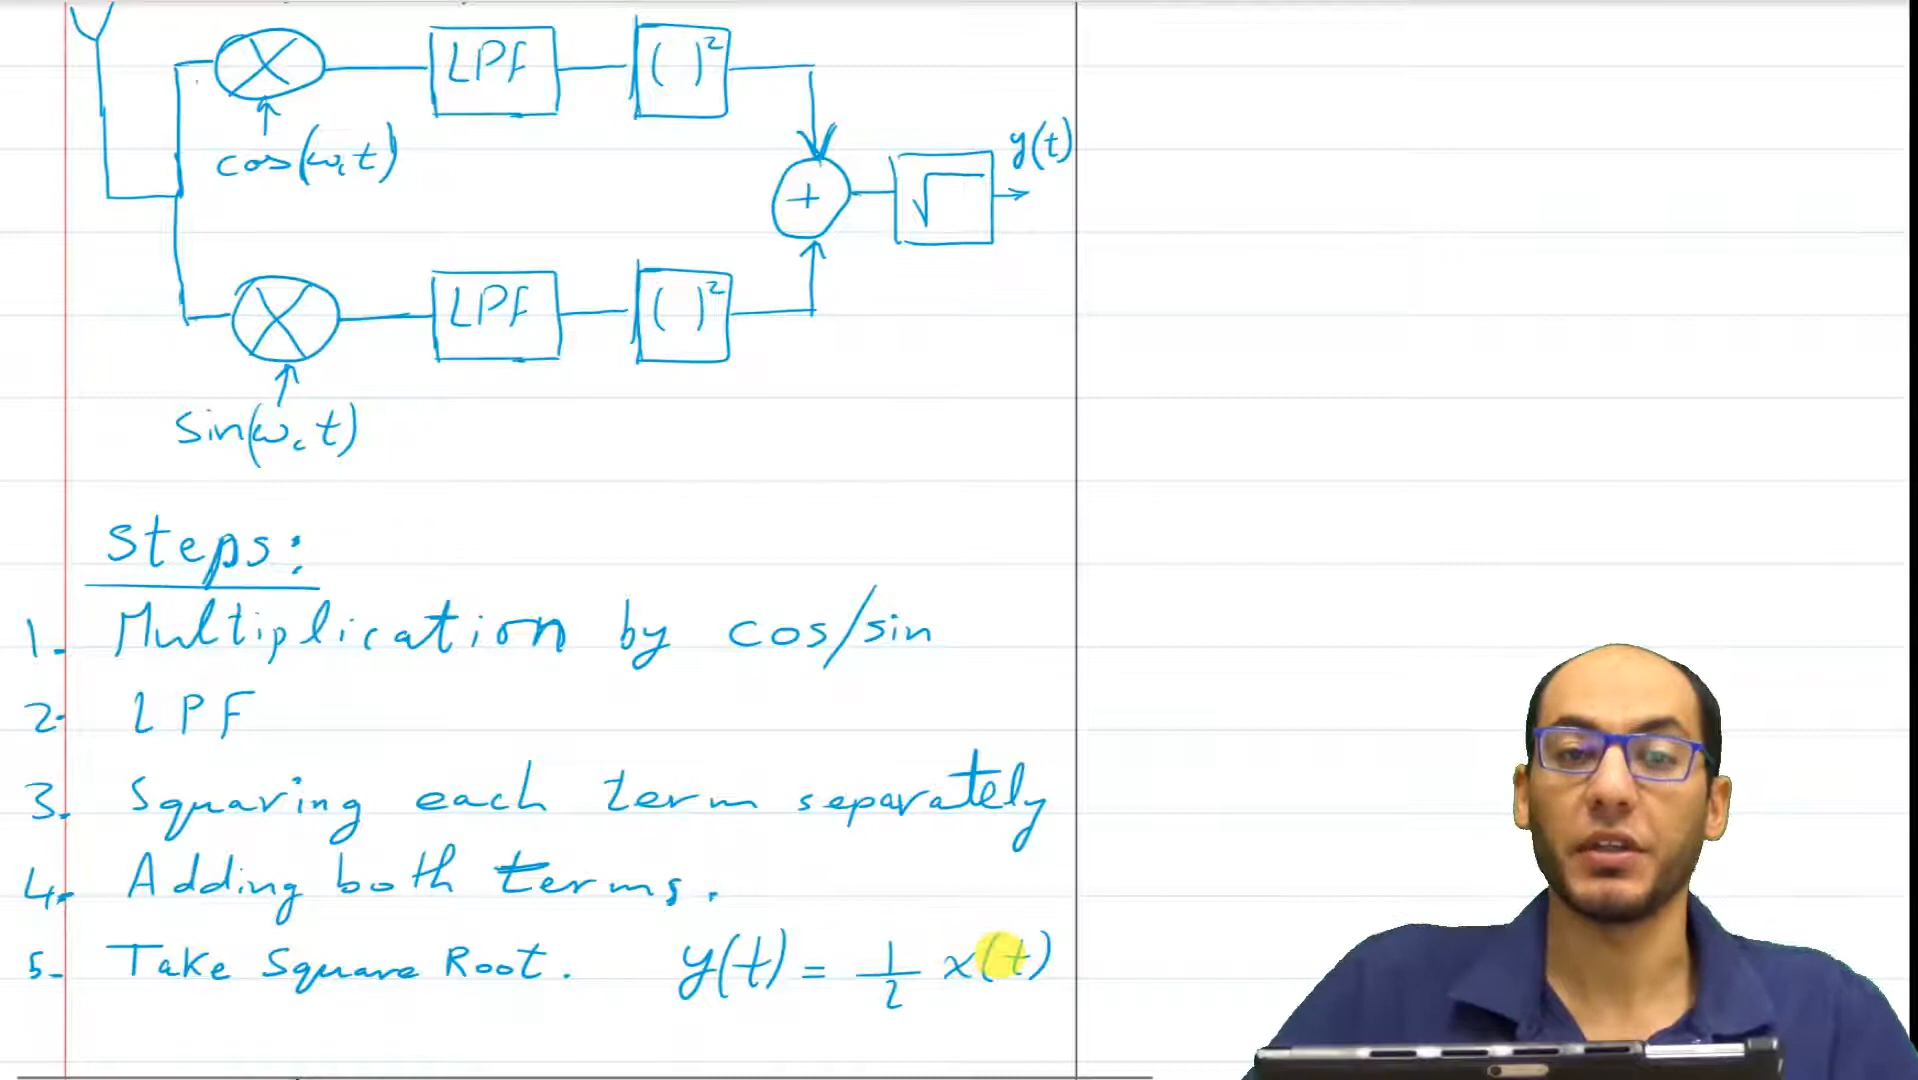 LPF
( )²
cos(ωct)
y(t)
+
√
LPF
( )²
sin(ωct)
Steps:
1. Multiplication by cos/sin
2. LPF
3. Squaring each term separately
4. Adding both terms.
5. Take Square Root. y(t) = 1/2 x(t)